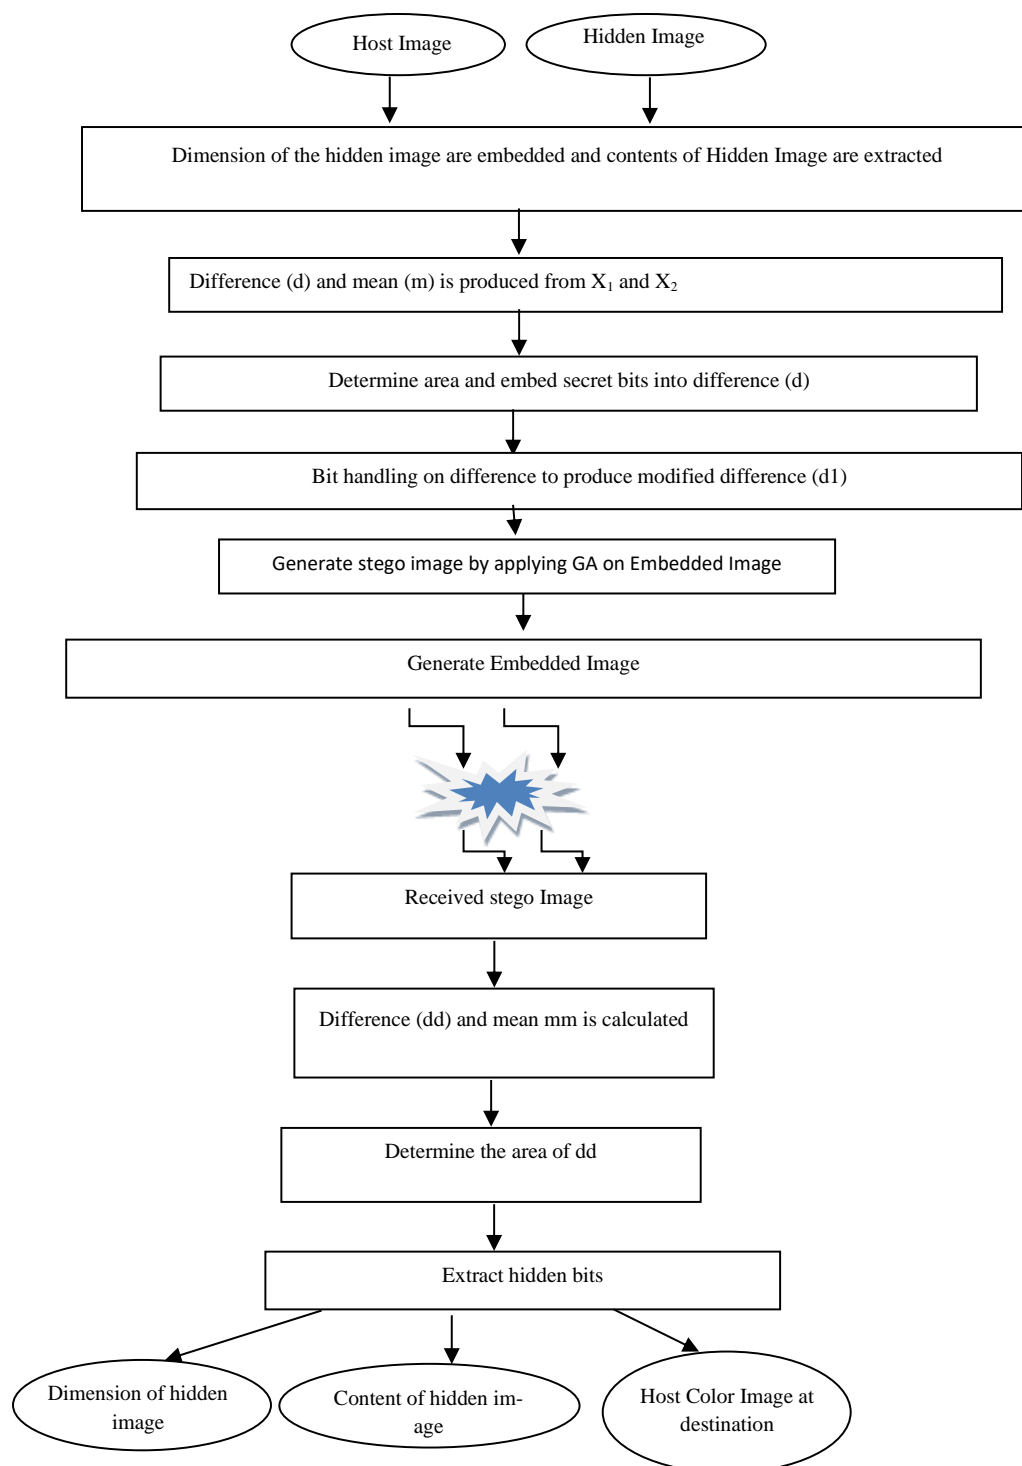 Host Image
Hidden Image
Dimension of the hidden image are embedded and contents of Hidden Image are extracted
Difference (d) and mean (m) is produced from X₁ and X₂
Determine area and embed secret bits into difference (d)
Bit handling on difference to produce modified difference (d1)
Generate stego image by applying GA on Embedded Image
Generate Embedded Image
Received stego Image
Difference (dd) and mean mm is calculated
Determine the area of dd
Extract hidden bits
Dimension of hidden
image
Content of hidden im-
age
Host Color Image at
destination